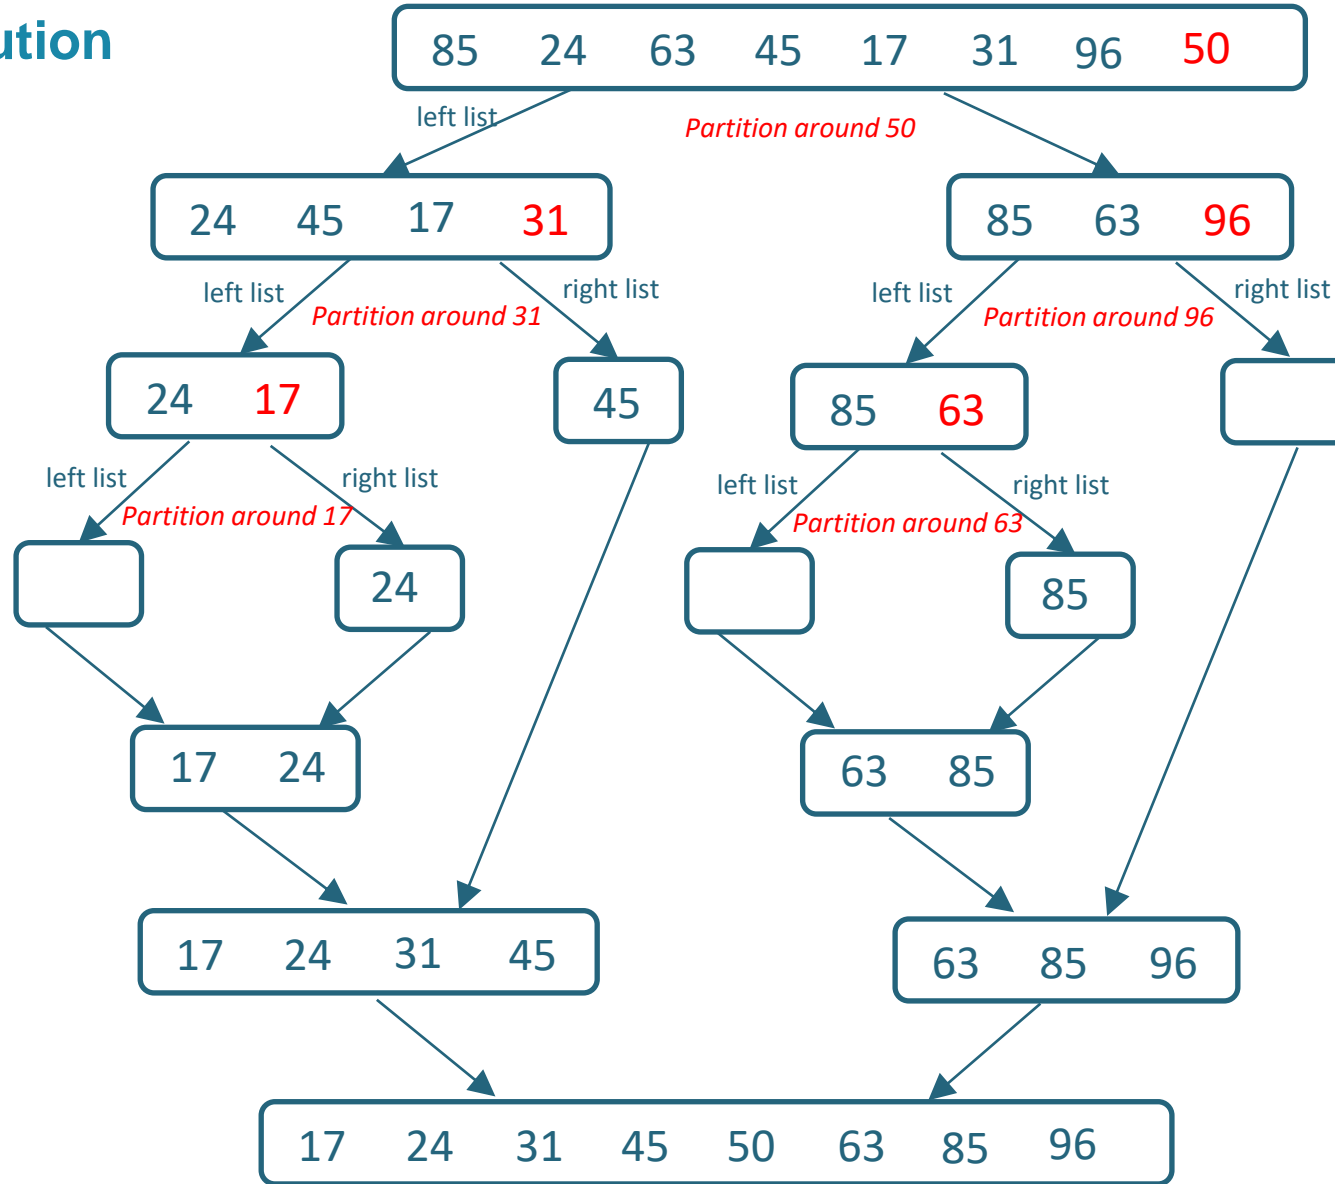 ution
85 24 63 45 17 31 96 50
left list
Partition around 50
24 45 17 31
85 63 96
left list
right list
left list
right list
Partition around 31
Partition around 96
24 17
45
85 63
left list
right list
left list
right list
Partition around 17
Partition around 63
24
85
17 24
63 85
17 24 31 45
63 85 96
17 24 31 45 50 63 85 96